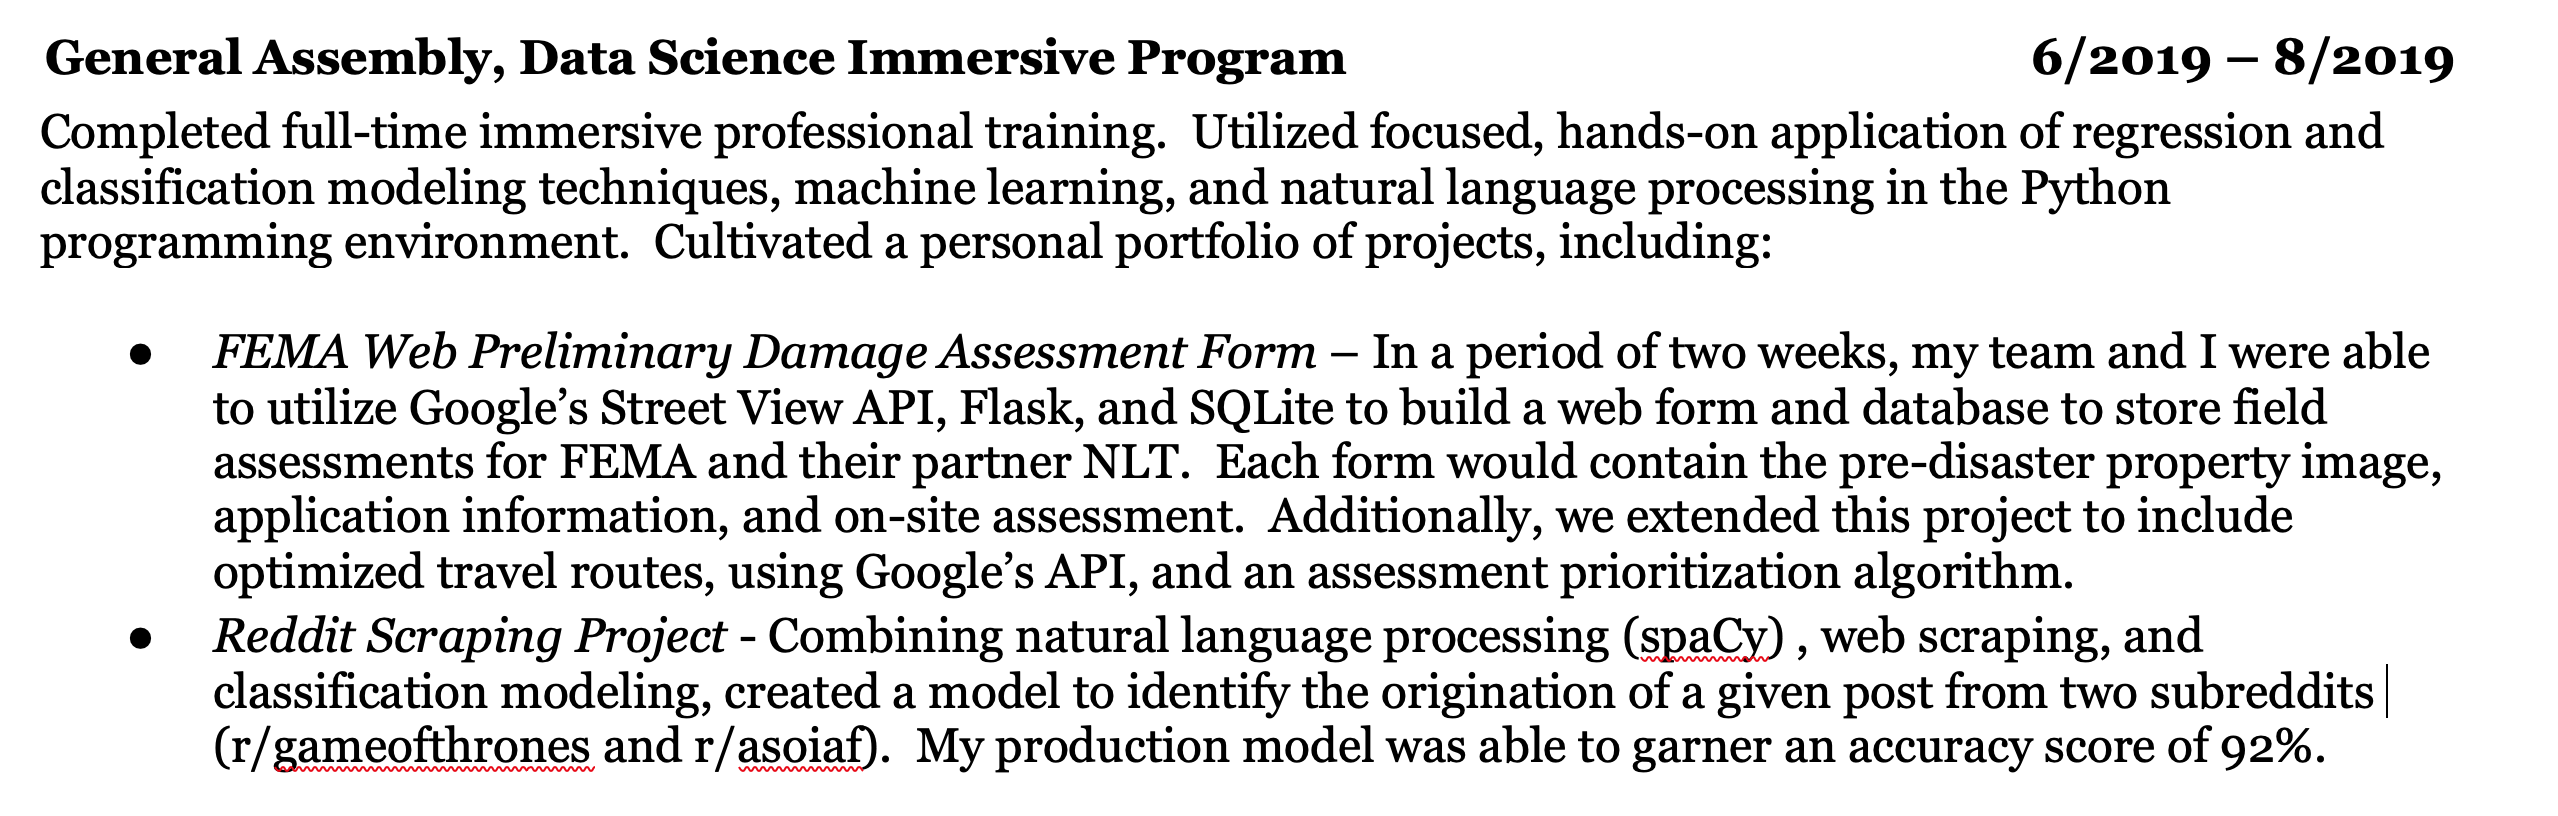 General Assembly, Data Science Immersive Program 6/2019 – 8/2019
Completed full-time immersive professional training.  Utilized focused, hands-on application of regression and
classification modeling techniques, machine learning, and natural language processing in the Python
programming environment.  Cultivated a personal portfolio of projects, including:
● FEMA Web Preliminary Damage Assessment Form – In a period of two weeks, my team and I were able
to utilize Google’s Street View API, Flask, and SQLite to build a web form and database to store field
assessments for FEMA and their partner NLT.  Each form would contain the pre-disaster property image,
application information, and on-site assessment.  Additionally, we extended this project to include
optimized travel routes, using Google’s API, and an assessment prioritization algorithm.
● Reddit Scraping Project - Combining natural language processing (spaCy) , web scraping, and
classification modeling, created a model to identify the origination of a given post from two subreddits
(r/gameofthrones and r/asoiaf).  My production model was able to garner an accuracy score of 92%.